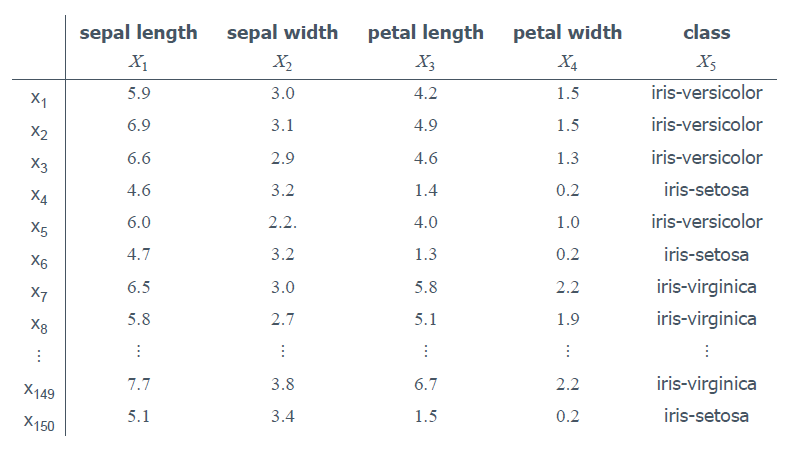 sepal length sepal width petal length petal width class
X₁ X₂ X₃ X₄ X₅
x₁ 5.9 3.0 4.2 1.5 iris-versicolor
x₂ 6.9 3.1 4.9 1.5 iris-versicolor
x₃ 6.6 2.9 4.6 1.3 iris-versicolor
x₄ 4.6 3.2 1.4 0.2 iris-setosa
x₅ 6.0 2.2. 4.0 1.0 iris-versicolor
x₆ 4.7 3.2 1.3 0.2 iris-setosa
x₇ 6.5 3.0 5.8 2.2 iris-virginica
x₈ 5.8 2.7 5.1 1.9 iris-virginica
⋮ ⋮ ⋮ ⋮ ⋮ ⋮
x₁₄₉ 7.7 3.8 6.7 2.2 iris-virginica
x₁₅₀ 5.1 3.4 1.5 0.2 iris-setosa